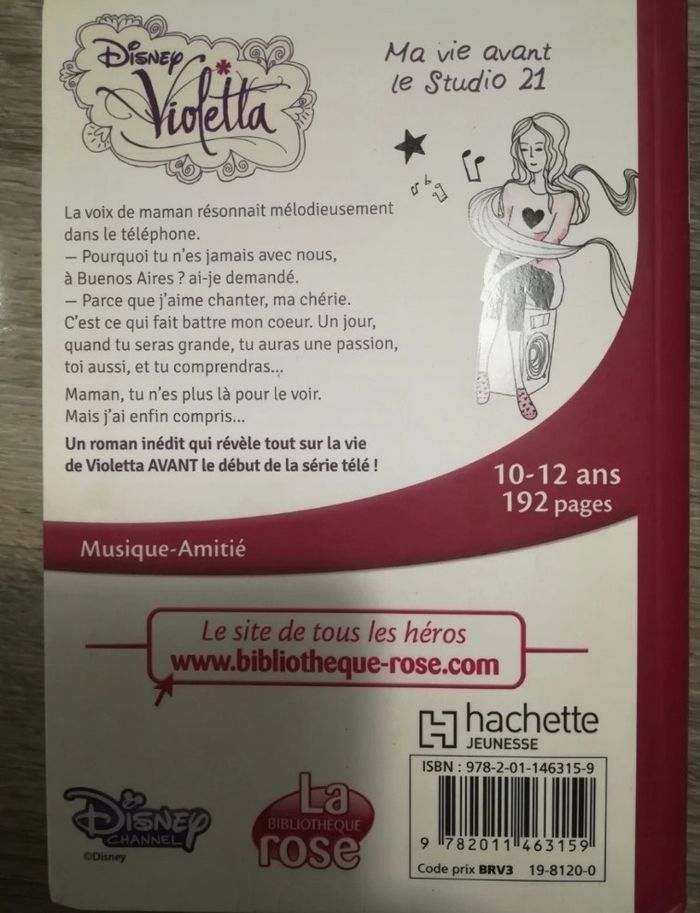 Disney
Violetta
Ma vie avant
le Studio 21
La voix de maman résonnait mélodieusement
dans le téléphone.
– Pourquoi tu n'es jamais avec nous,
à Buenos Aires ? ai-je demandé.
– Parce que j'aime chanter, ma chérie.
C'est ce qui fait battre mon coeur. Un jour,
quand tu seras grande, tu auras une passion,
toi aussi, et tu comprendras...
Maman, tu n'es plus là pour le voir.
Mais j'ai enfin compris...
Un roman inédit qui révèle tout sur la vie
de Violetta AVANT le début de la série télé !
10-12 ans
192 pages
Musique-Amitié
Le site de tous les héros
www.bibliotheque-rose.com
hachette
JEUNESSE
ISBN : 978-2-01-146315-9
9 782011 463159
Code prix BRV3 19-8120-0
Disney
CHANNEL
©Disney
La
BIBLIOTHÈQUE
rose